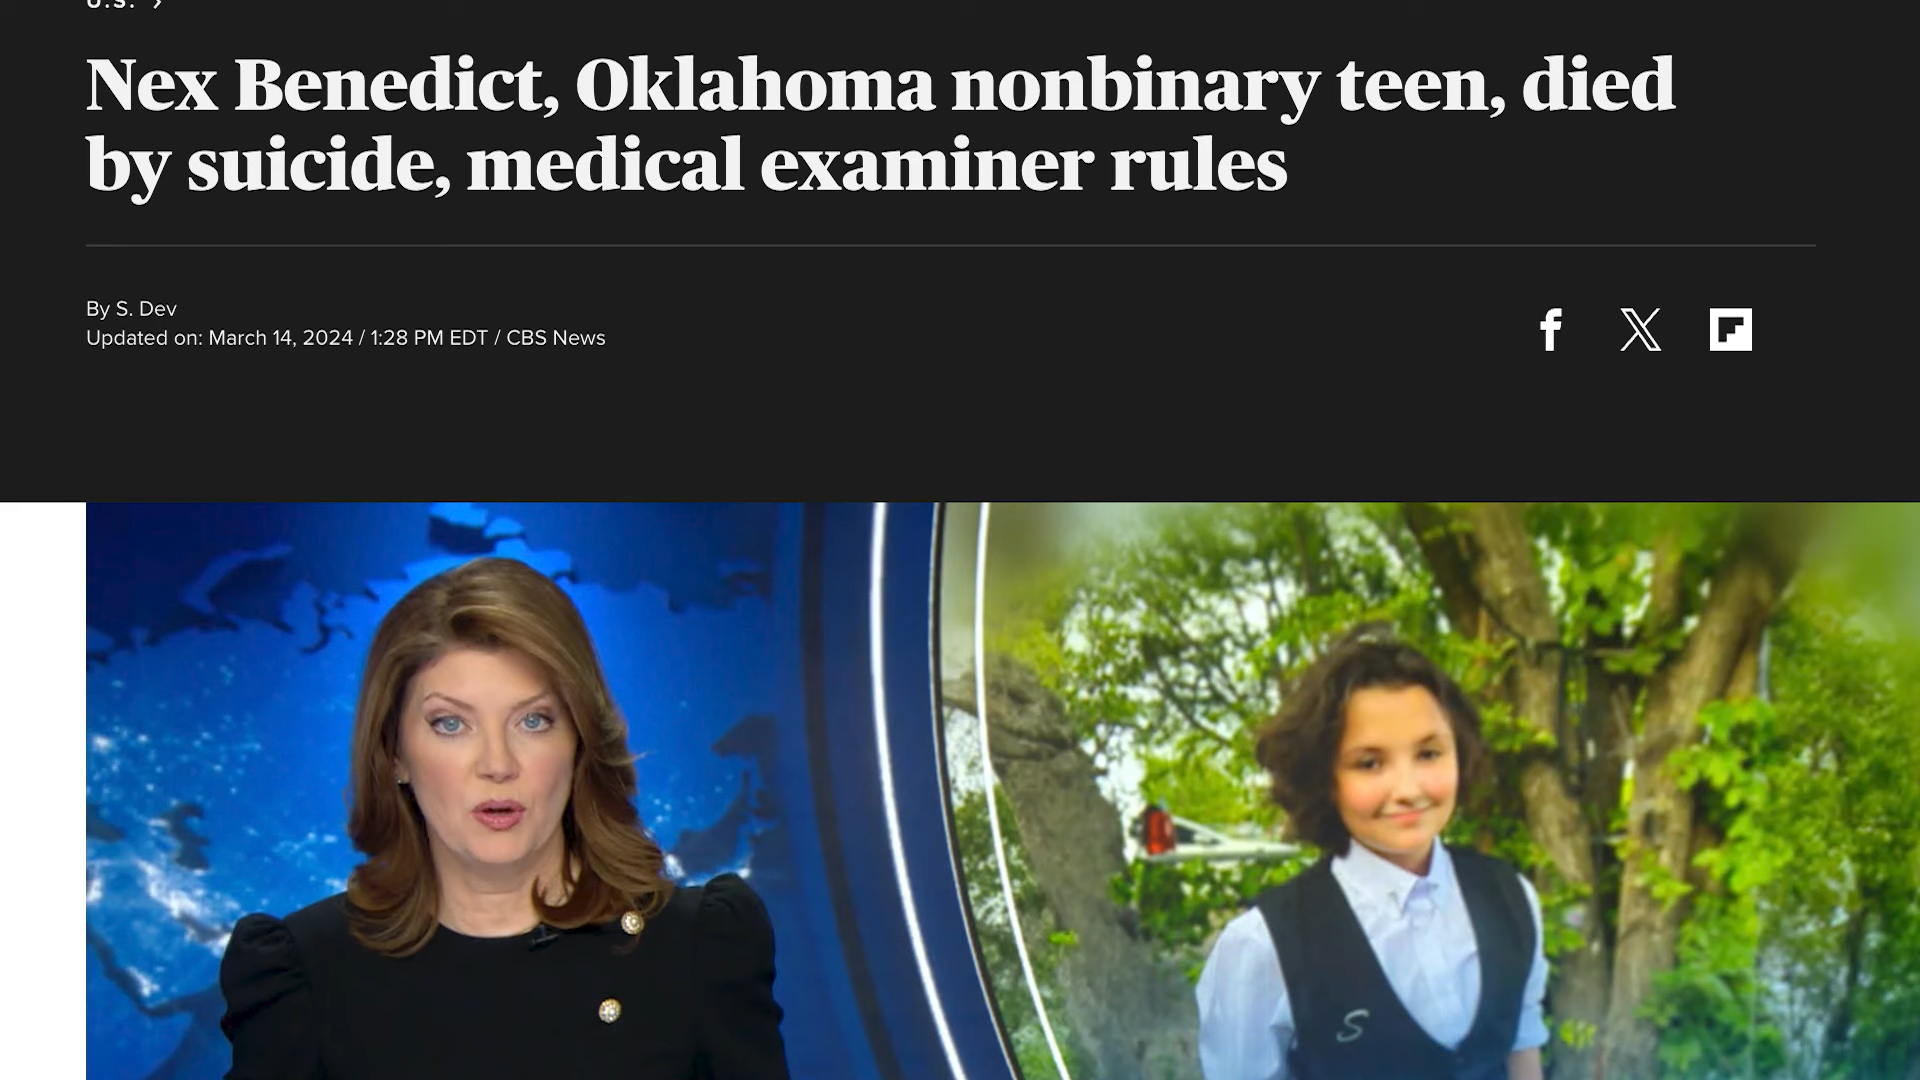 U.S.
Nex Benedict, Oklahoma nonbinary teen, died
by suicide, medical examiner rules
By S. Dev
Updated on: March 14, 2024 / 1:28 PM EDT / CBS News
S